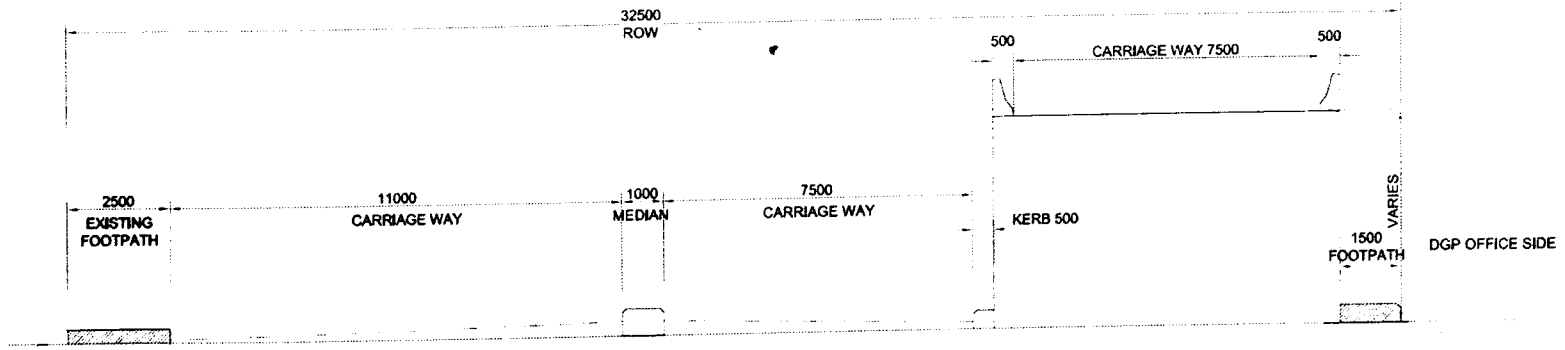 32500
ROW
500
CARRIAGE WAY 7500
500
2500
EXISTING
FOOTPATH
11000
CARRIAGE WAY
1000
MEDIAN
7500
CARRIAGE WAY
KERB 500
VARIES
1500
FOOTPATH
DGP OFFICE SIDE